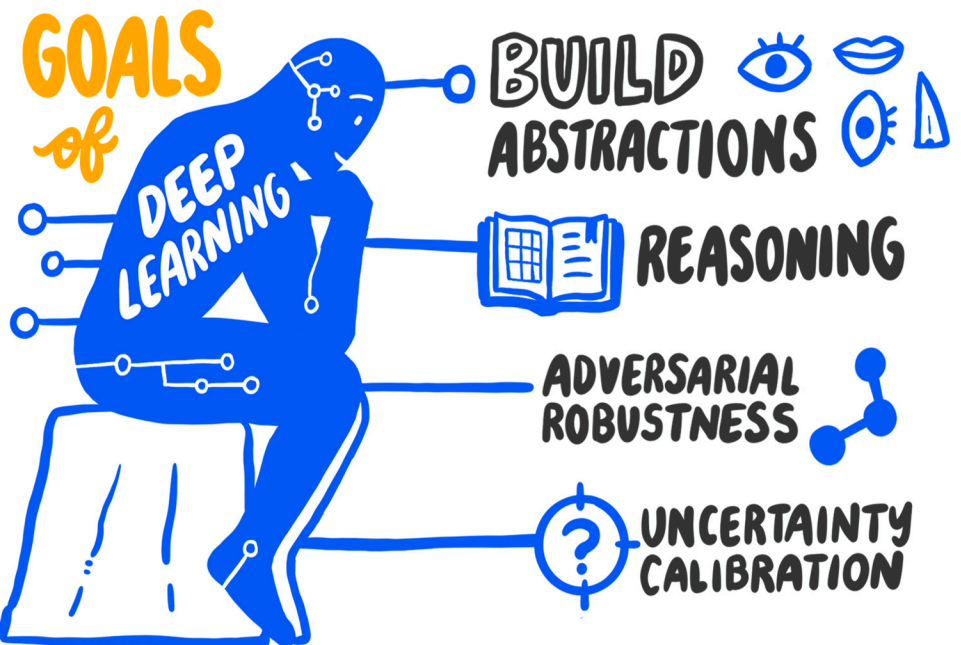 GOALS
of
DEEP
LEARNING
BUILD
ABSTRACTIONS
REASONING
ADVERSARIAL
ROBUSTNESS
?
UNCERTAINTY
CALIBRATION